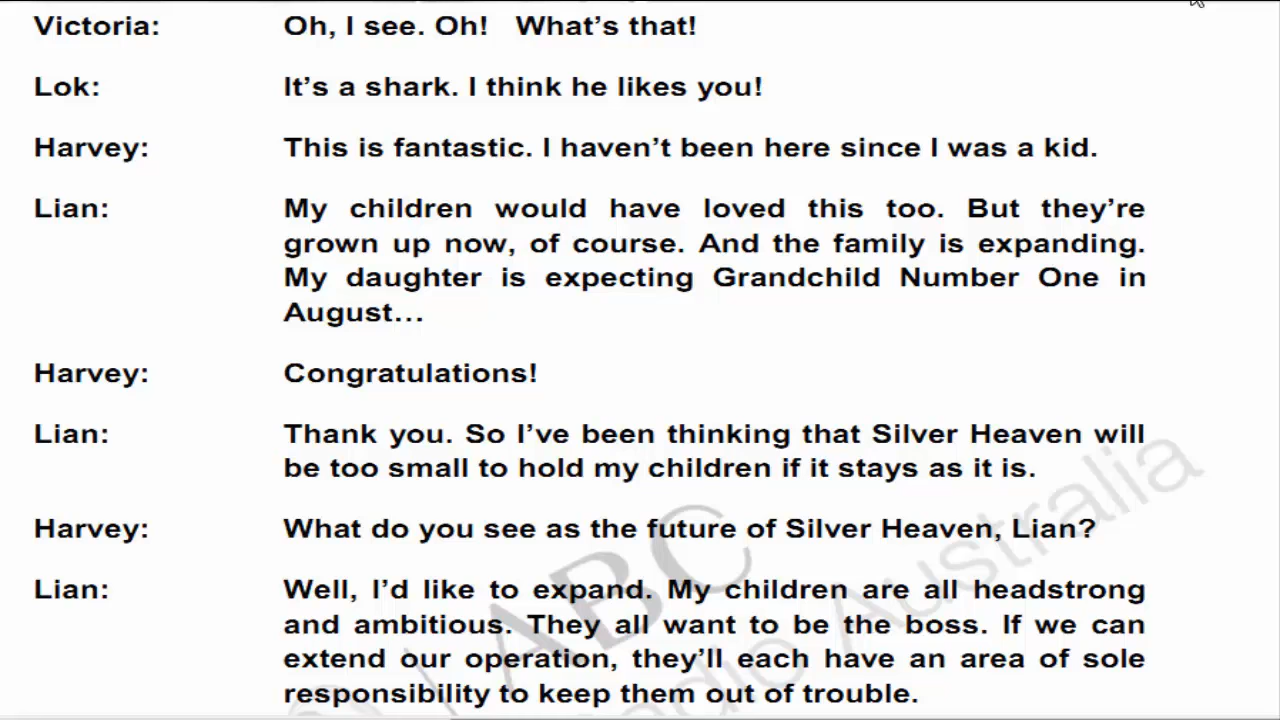 Victoria: Oh, I see. Oh! What's that!
Lok: It's a shark. I think he likes you!
Harvey: This is fantastic. I haven't been here since I was a kid.
Lian: My children would have loved this too. But they're
grown up now, of course. And the family is expanding.
My daughter is expecting Grandchild Number One in
August...
Harvey: Congratulations!
Lian: Thank you. So I've been thinking that Silver Heaven will
be too small to hold my children if it stays as it is.
Harvey: What do you see as the future of Silver Heaven, Lian?
Lian: Well, I'd like to expand. My children are all headstrong
and ambitious. They all want to be the boss. If we can
extend our operation, they'll each have an area of sole
responsibility to keep them out of trouble.
ABC
Australia